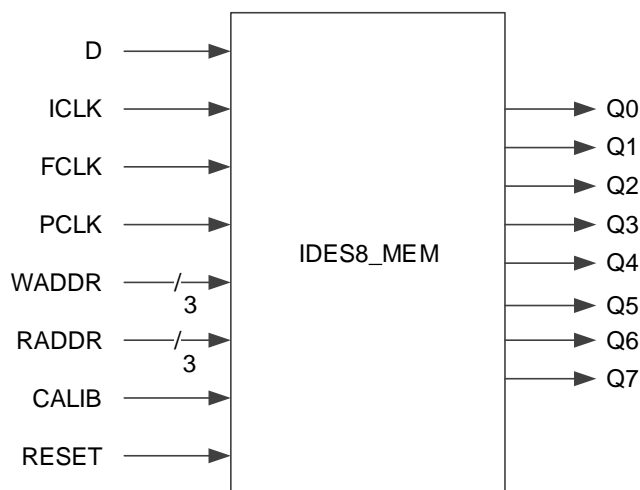 D
ICLK
FCLK
PCLK
WADDR
/
3
RADDR
/
3
CALIB
RESET
IDES8_MEM
Q0
Q1
Q2
Q3
Q4
Q5
Q6
Q7